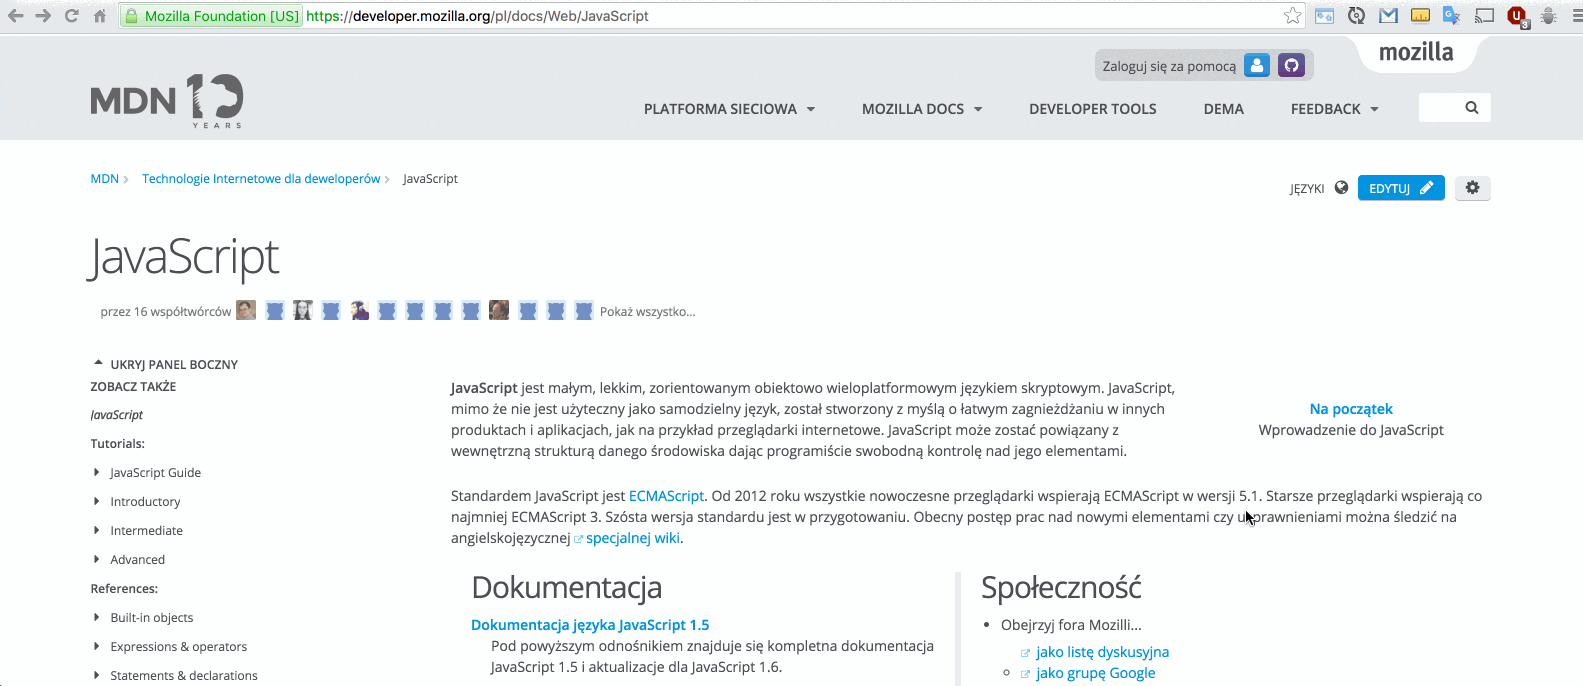 Mozilla Foundation [US] https://developer.mozilla.org/pl/docs/Web/JavaScript
3
mozilla
Zaloguj się za pomocą
MDN 10 YEARS
PLATFORMA SIECIOWA MOZILLA DOCS DEVELOPER TOOLS DEMA FEEDBACK
MDN Technologie Internetowe dla deweloperów JavaScript
JĘZYKI EDYTUJ
JavaScript
przez 16 współtwórców Pokaż wszystko...
UKRYJ PANEL BOCZNY
ZOBACZ TAKŻE
JavaScript
Tutorials:
JavaScript Guide
Introductory
Intermediate
Advanced
References:
Built-in objects
Expressions & operators
Statements & declarations
JavaScript jest małym, lekkim, zorientowanym obiektowo wieloplatformowym językiem skryptowym. JavaScript,
mimo że nie jest użyteczny jako samodzielny język, został stworzony z myślą o łatwym zagnieżdżaniu w innych
produktach i aplikacjach, jak na przykład przeglądarki internetowe. JavaScript może zostać powiązany z
wewnętrzną strukturą danego środowiska dając programiście swobodną kontrolę nad jego elementami.
Na początek
Wprowadzenie do JavaScript
Standardem JavaScript jest ECMAScript. Od 2012 roku wszystkie nowoczesne przeglądarki wspierają ECMAScript w wersji 5.1. Starsze przeglądarki wspierają co
najmniej ECMAScript 3. Szósta wersja standardu jest w przygotowaniu. Obecny postęp prac nad nowymi elementami czy usprawnieniami można śledzić na
angielskojęzycznej specjalnej wiki.
Dokumentacja
Dokumentacja języka JavaScript 1.5
Pod powyższym odnośnikiem znajduje się kompletna dokumentacja
JavaScript 1.5 i aktualizacje dla JavaScript 1.6.
Społeczność
Obejrzyj fora Mozilli...
jako listę dyskusyjna
jako grupę Google